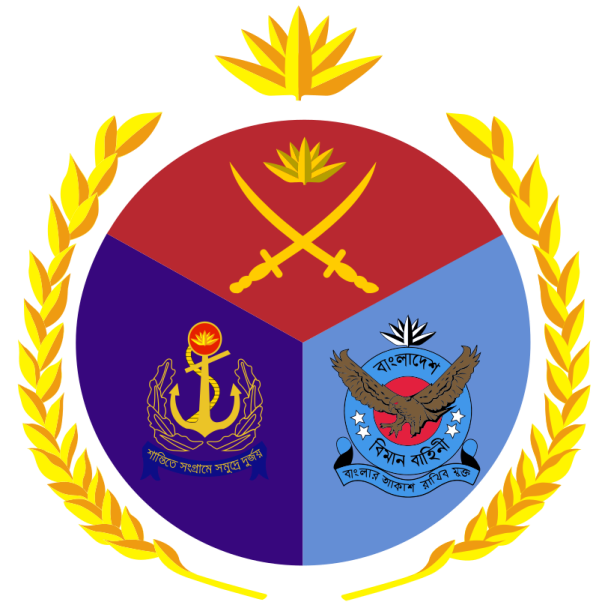 শান্তিতে সংগ্রামে সমুদ্রে দুর্জয়
বাংলাদেশ
বিমান বাহিনী
বাংলার আকাশ রাখিব মুক্ত